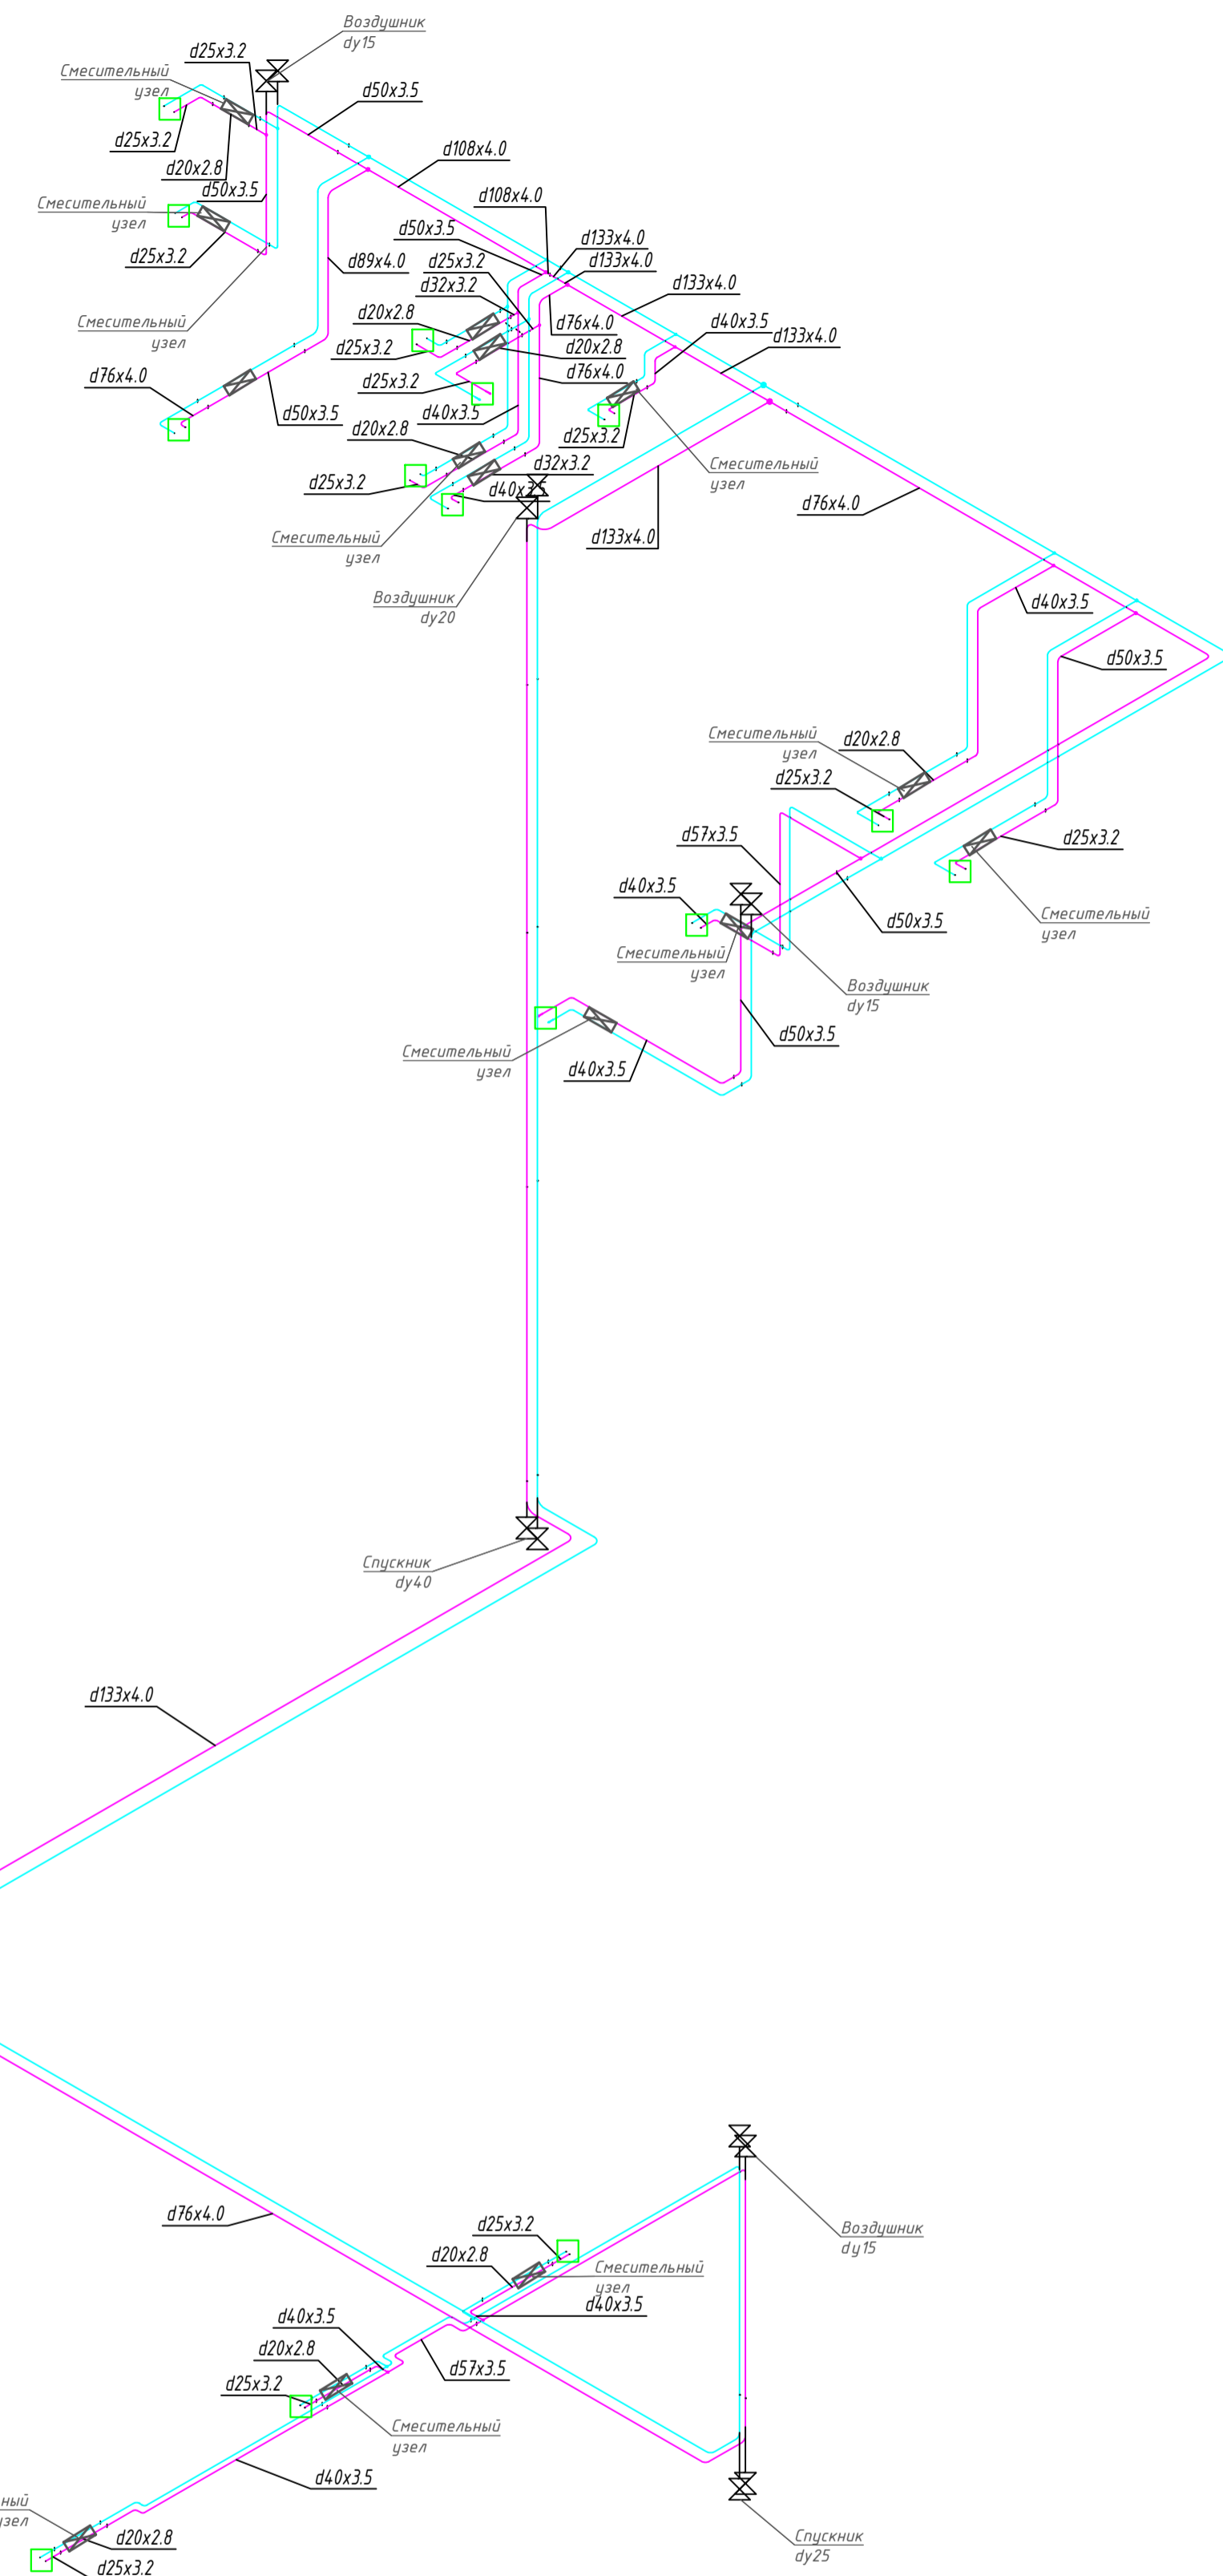 Воздушник
dy15
d25x3.2
Смесительный
узел
d50x3.5
d25x3.2
d108x4.0
d20x2.8
d50x3.5
d108x4.0
Смесительный
узел
d50x3.5
d133x4.0
d25x3.2
d89x4.0
d25x3.2
d133x4.0
d32x3.2
d133x4.0
d20x2.8
Смесительный
узел
d76x4.0
d40x3.5
d133x4.0
d25x3.2
d20x2.8
d76x4.0
d25x3.2
d76x4.0
d50x3.5
d40x3.5
d20x2.8
d25x3.2
d32x3.2
Смесительный
узел
d25x3.2
d40x3.5
d76x4.0
Смесительный
узел
d133x4.0
Воздушник
dy20
d40x3.5
d50x3.5
Смесительный
узел
d20x2.8
d25x3.2
d57x3.5
d25x3.2
d40x3.5
d50x3.5
Смесительный
узел
Смесительный
узел
Воздушник
dy15
d50x3.5
Смесительный
узел
d40x3.5
Спускник
dy40
d133x4.0
d76x4.0
d25x3.2
Воздушник
dy15
d20x2.8
Смесительный
узел
d40x3.5
d40x3.5
d20x2.8
d57x3.5
d25x3.2
Смесительный
узел
d40x3.5
ный
узел
d20x2.8
Спускник
dy25
d25x3.2